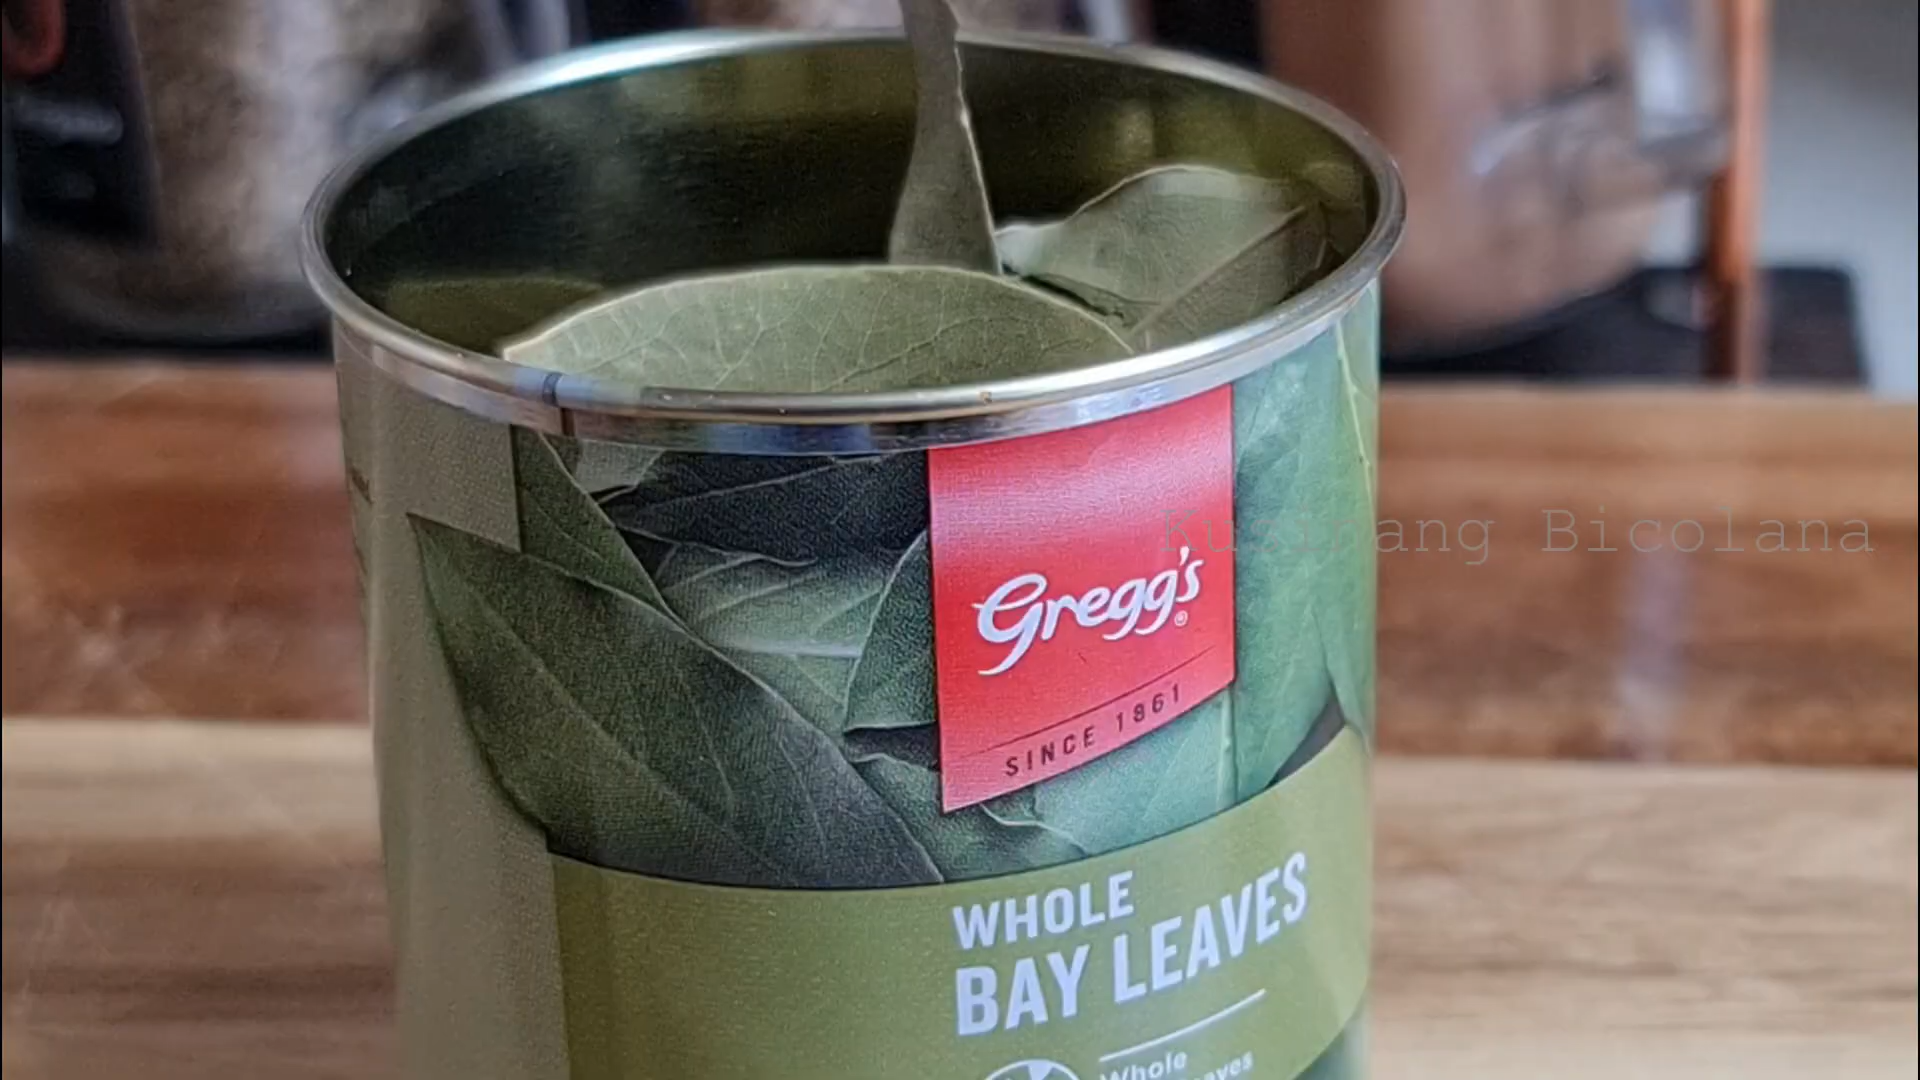 Kusinang Bicolana
Gregg's®
SINCE 1861
WHOLE
BAY LEAVES
Whole